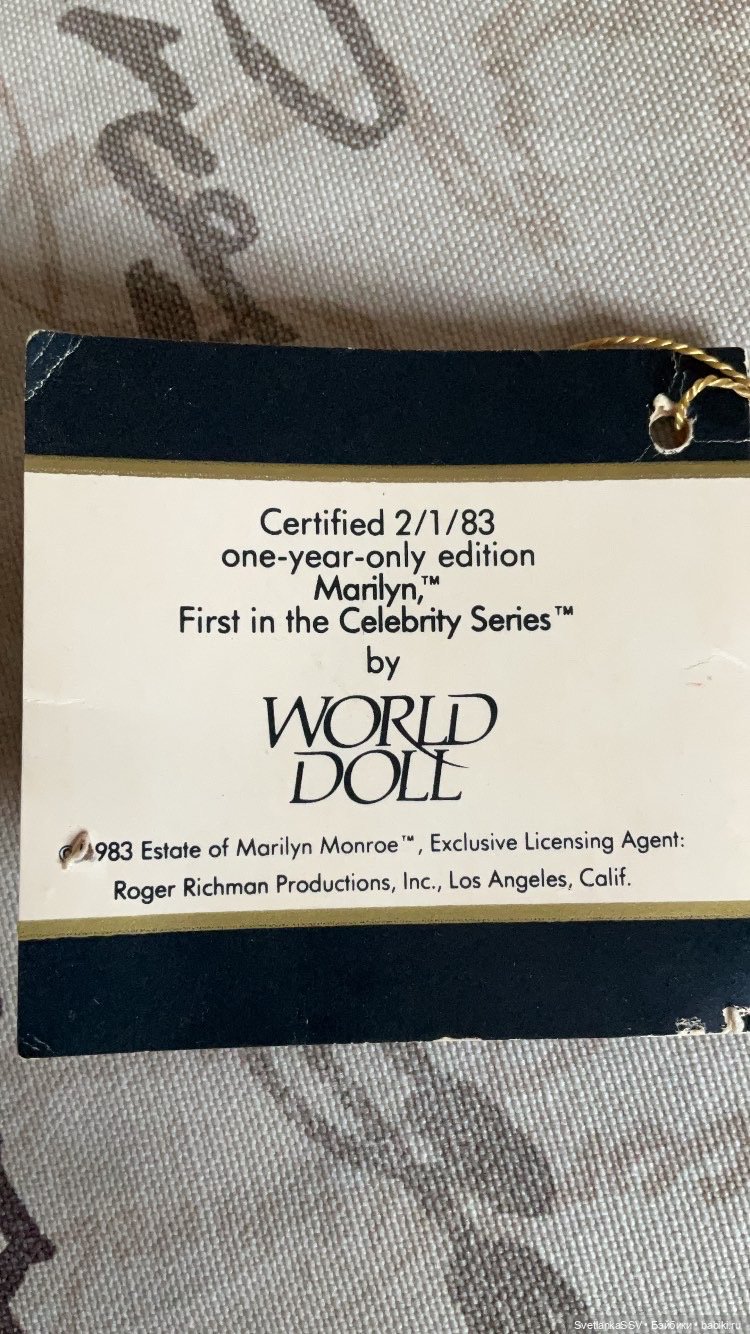 Certified 2/1/83
one-year-only edition
Marilyn,™
First in the Celebrity Series™
by
WORLD
DOLL
© 1983 Estate of Marilyn Monroe™, Exclusive Licensing Agent:
Roger Richman Productions, Inc., Los Angeles, Calif.
SvetlankaSSV • Бэйбики • babiki.ru